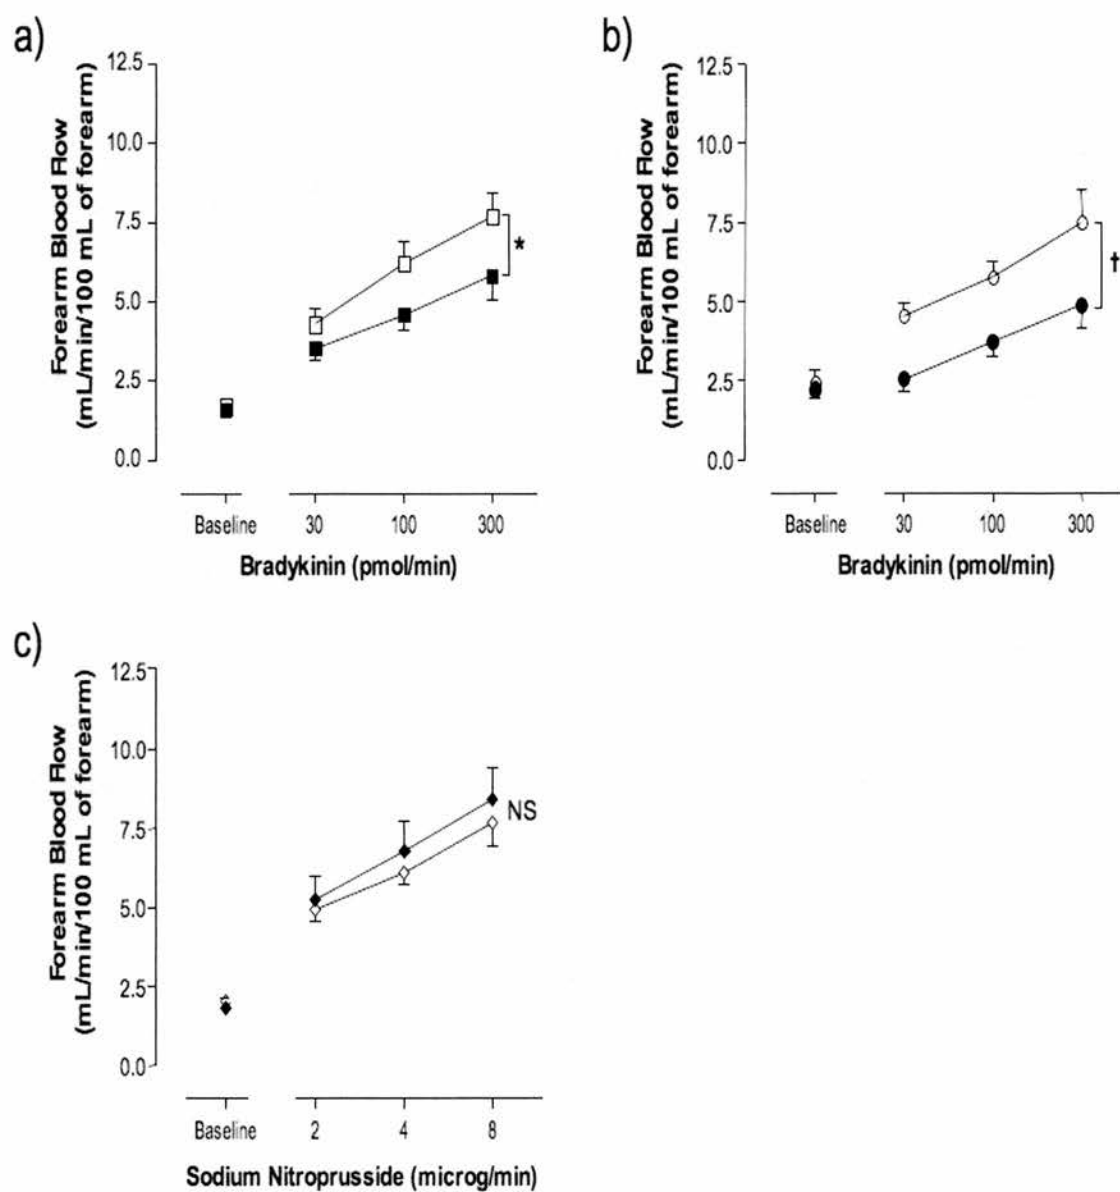 a)
Forearm Blood Flow
(mL/min/100 mL of forearm)
12.5
10.0
7.5
5.0
2.5
0.0
*
Baseline
30
100
300
Bradykinin (pmol/min)
b)
Forearm Blood Flow
(mL/min/100 mL of forearm)
12.5
10.0
7.5
5.0
2.5
0.0
†
Baseline
30
100
300
Bradykinin (pmol/min)
c)
Forearm Blood Flow
(mL/min/100 mL of forearm)
12.5
10.0
7.5
5.0
2.5
0.0
NS
Baseline
2
4
8
Sodium Nitroprusside (microg/min)